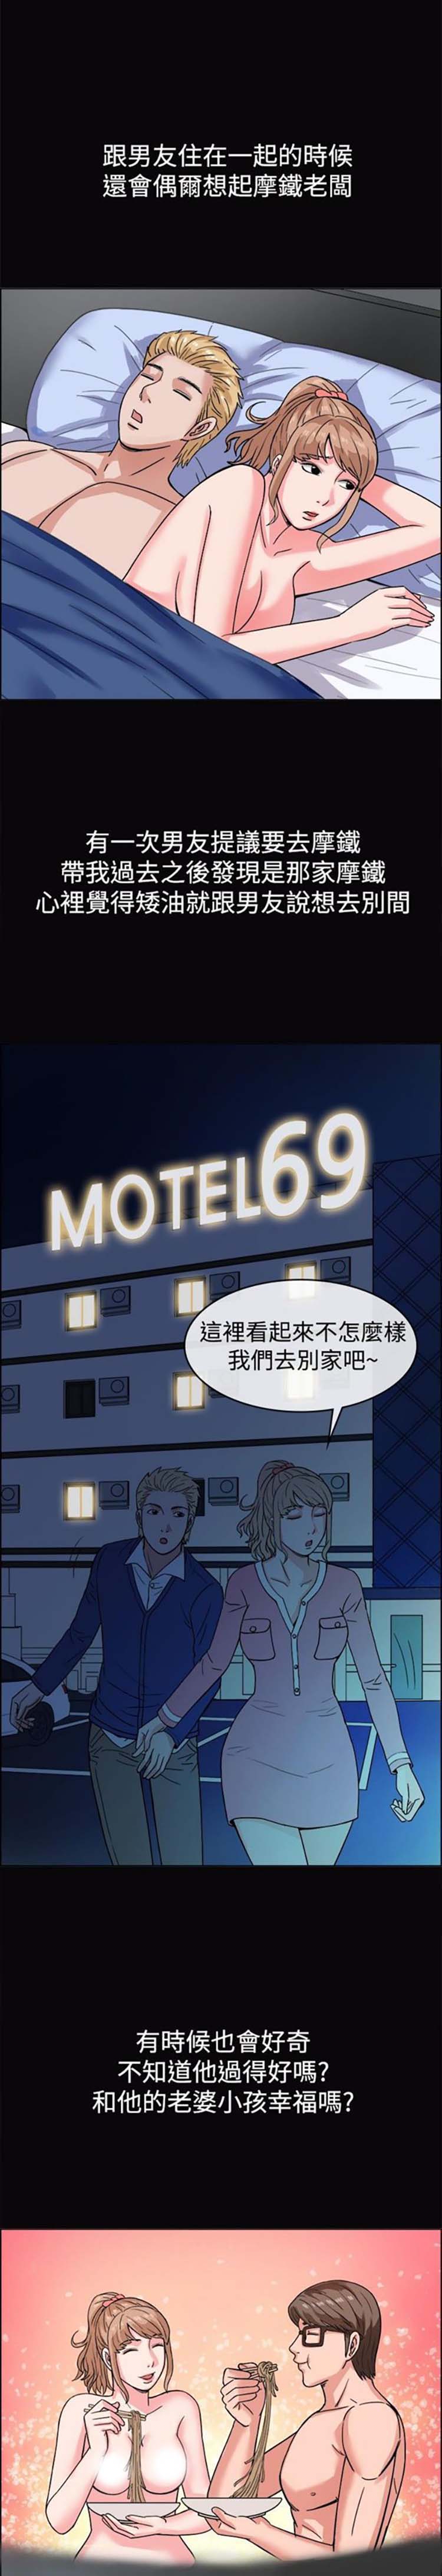 跟男友住在一起的時候
還會偶爾想起摩鐵老闆
有一次男友提議要去摩鐵
帶我過去之後發現是那家摩鐵
心裡覺得矮油就跟男友說想去別間
MOTEL69
這裡看起來不怎麼樣
我們去別家吧~
有時候也會好奇
不知道他過得好嗎?
和他的老婆小孩幸福嗎?